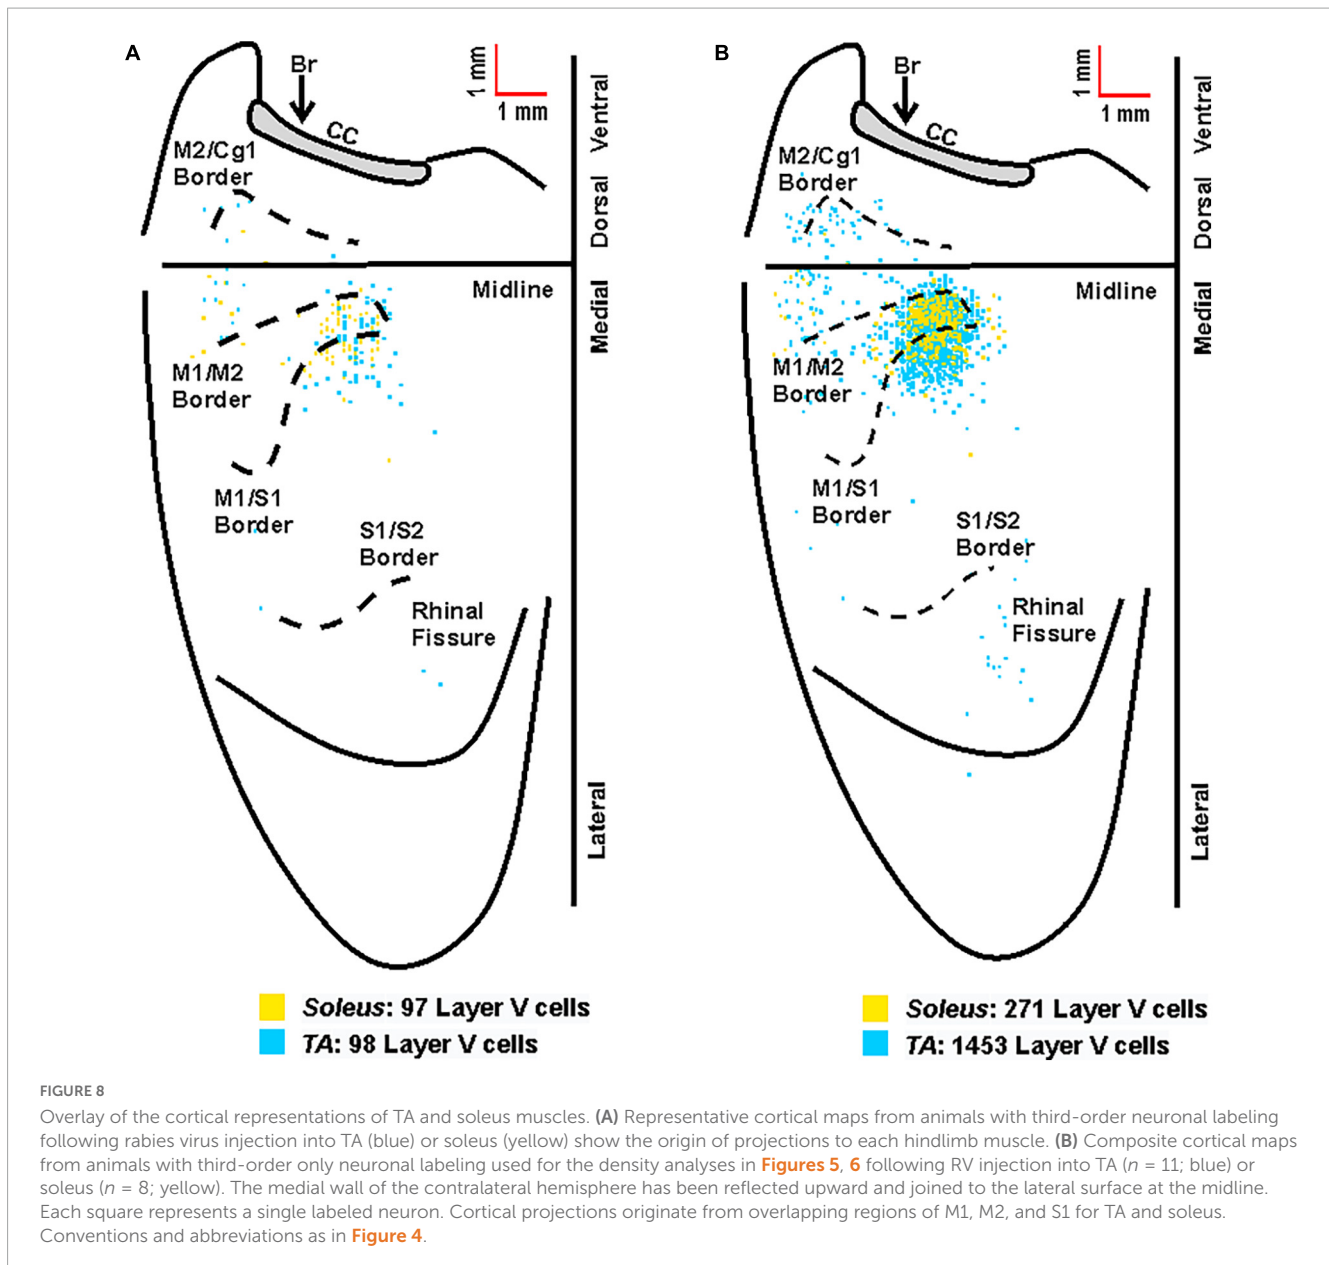 A
Br
1 mm
1 mm
CC
M2/Cg1
Border
Ventral
Dorsal
Midline
Medial
M1/M2
Border
M1/S1
Border
S1/S2
Border
Rhinal
Fissure
Lateral
Soleus: 97 Layer V cells
TA: 98 Layer V cells
B
Br
1 mm
1 mm
CC
M2/Cg1
Border
Ventral
Dorsal
Midline
Medial
M1/M2
Border
M1/S1
Border
S1/S2
Border
Rhinal
Fissure
Lateral
Soleus: 271 Layer V cells
TA: 1453 Layer V cells
FIGURE 8
Overlay of the cortical representations of TA and soleus muscles. (A) Representative cortical maps from animals with third-order neuronal labeling
following rabies virus injection into TA (blue) or soleus (yellow) show the origin of projections to each hindlimb muscle. (B) Composite cortical maps
from animals with third-order only neuronal labeling used for the density analyses in Figures 5, 6 following RV injection into TA (n = 11; blue) or
soleus (n = 8; yellow). The medial wall of the contralateral hemisphere has been reflected upward and joined to the lateral surface at the midline.
Each square represents a single labeled neuron. Cortical projections originate from overlapping regions of M1, M2, and S1 for TA and soleus.
Conventions and abbreviations as in Figure 4.